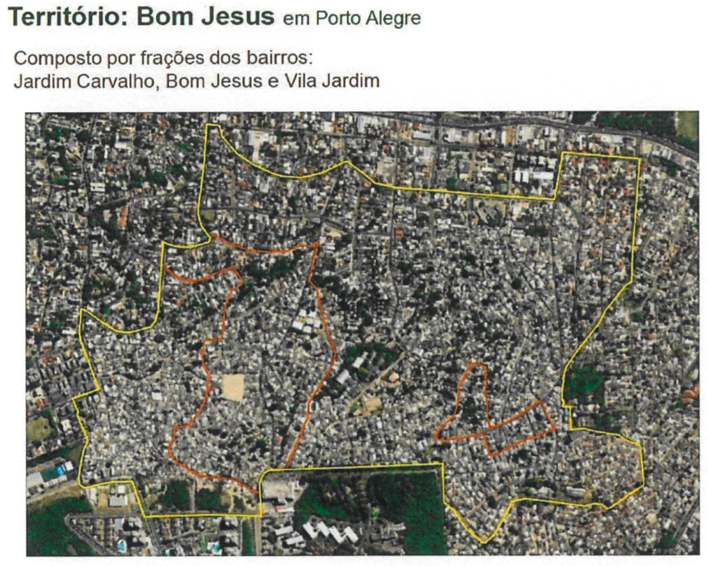 Território: Bom Jesus em Porto Alegre
Composto por frações dos bairros:
Jardim Carvalho, Bom Jesus e Vila Jardim